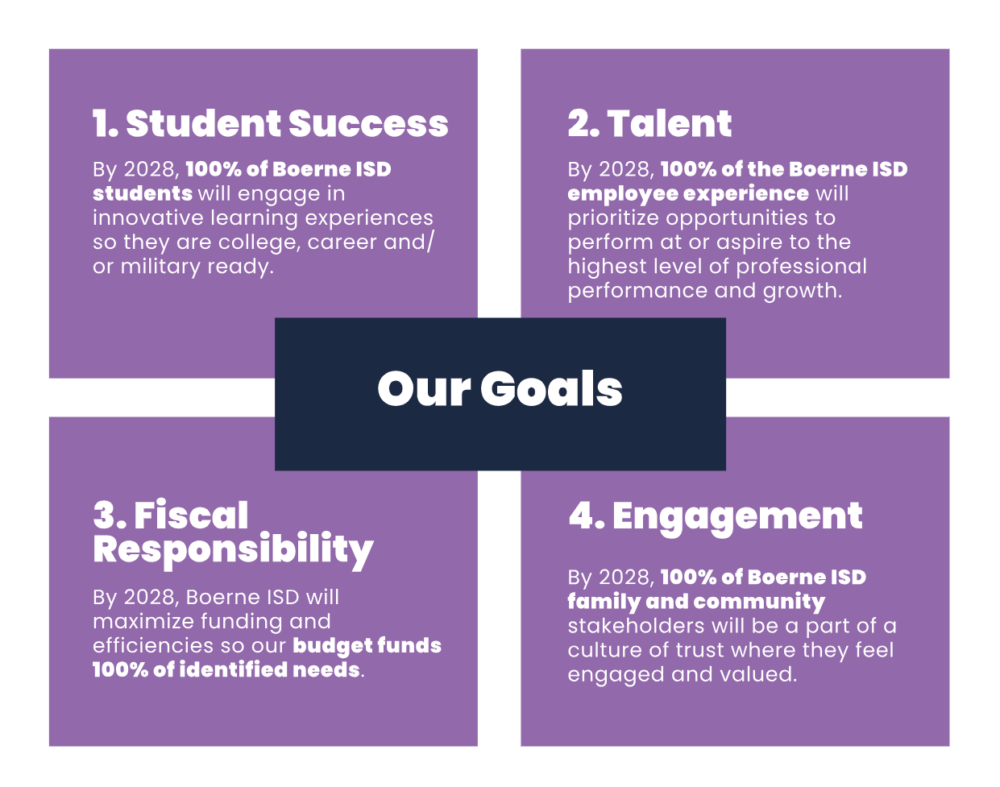 1. Student Success
By 2028, 100% of Boerne ISD
students will engage in
innovative learning experiences
so they are college, career and/
or military ready.
2. Talent
By 2028, 100% of the Boerne ISD
employee experience will
prioritize opportunities to
perform at or aspire to the
highest level of professional
performance and growth.
Our Goals
3. Fiscal
Responsibility
By 2028, Boerne ISD will
maximize funding and
efficiencies so our budget funds
100% of identified needs.
4. Engagement
By 2028, 100% of Boerne ISD
family and community
stakeholders will be a part of a
culture of trust where they feel
engaged and valued.